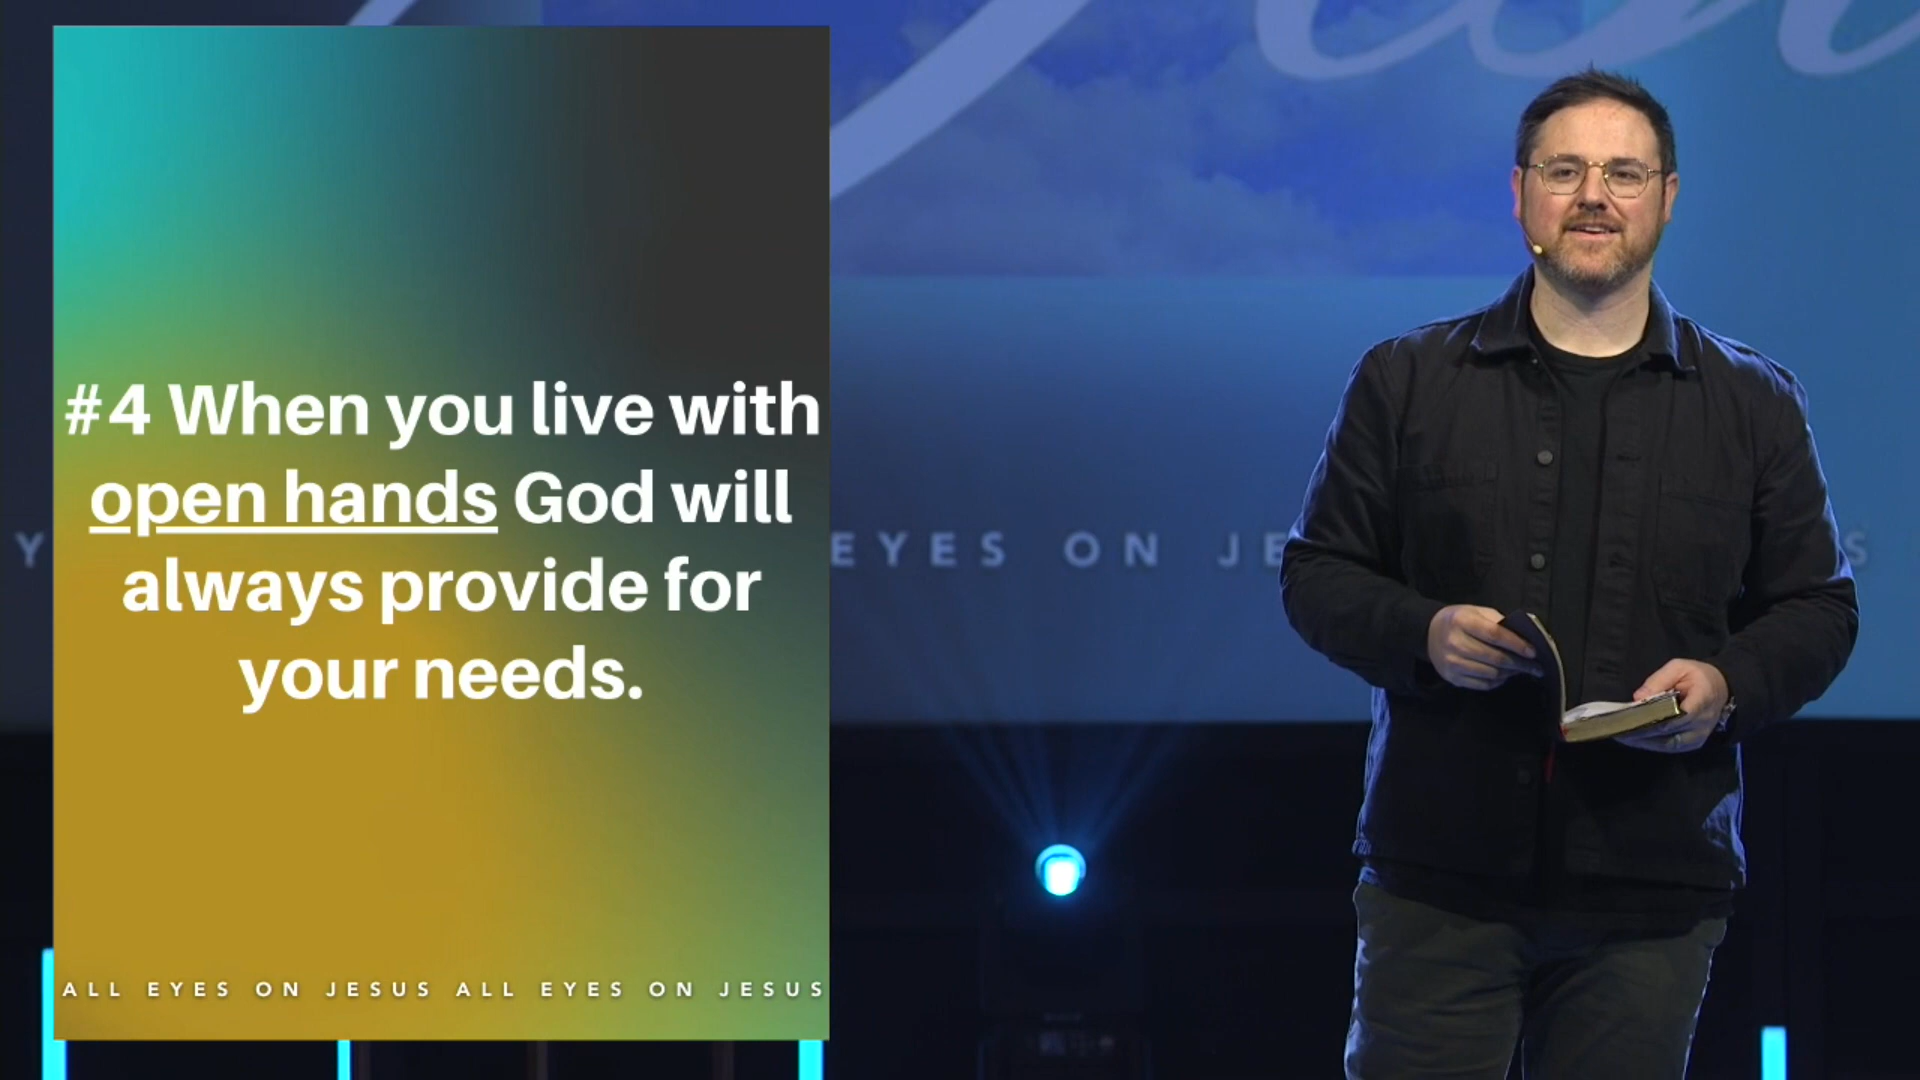 #4 When you live with
open hands God will
always provide for
your needs.
ALL EYES ON JESUS ALL EYES ON JESUS
Y
EYES ON JE
S